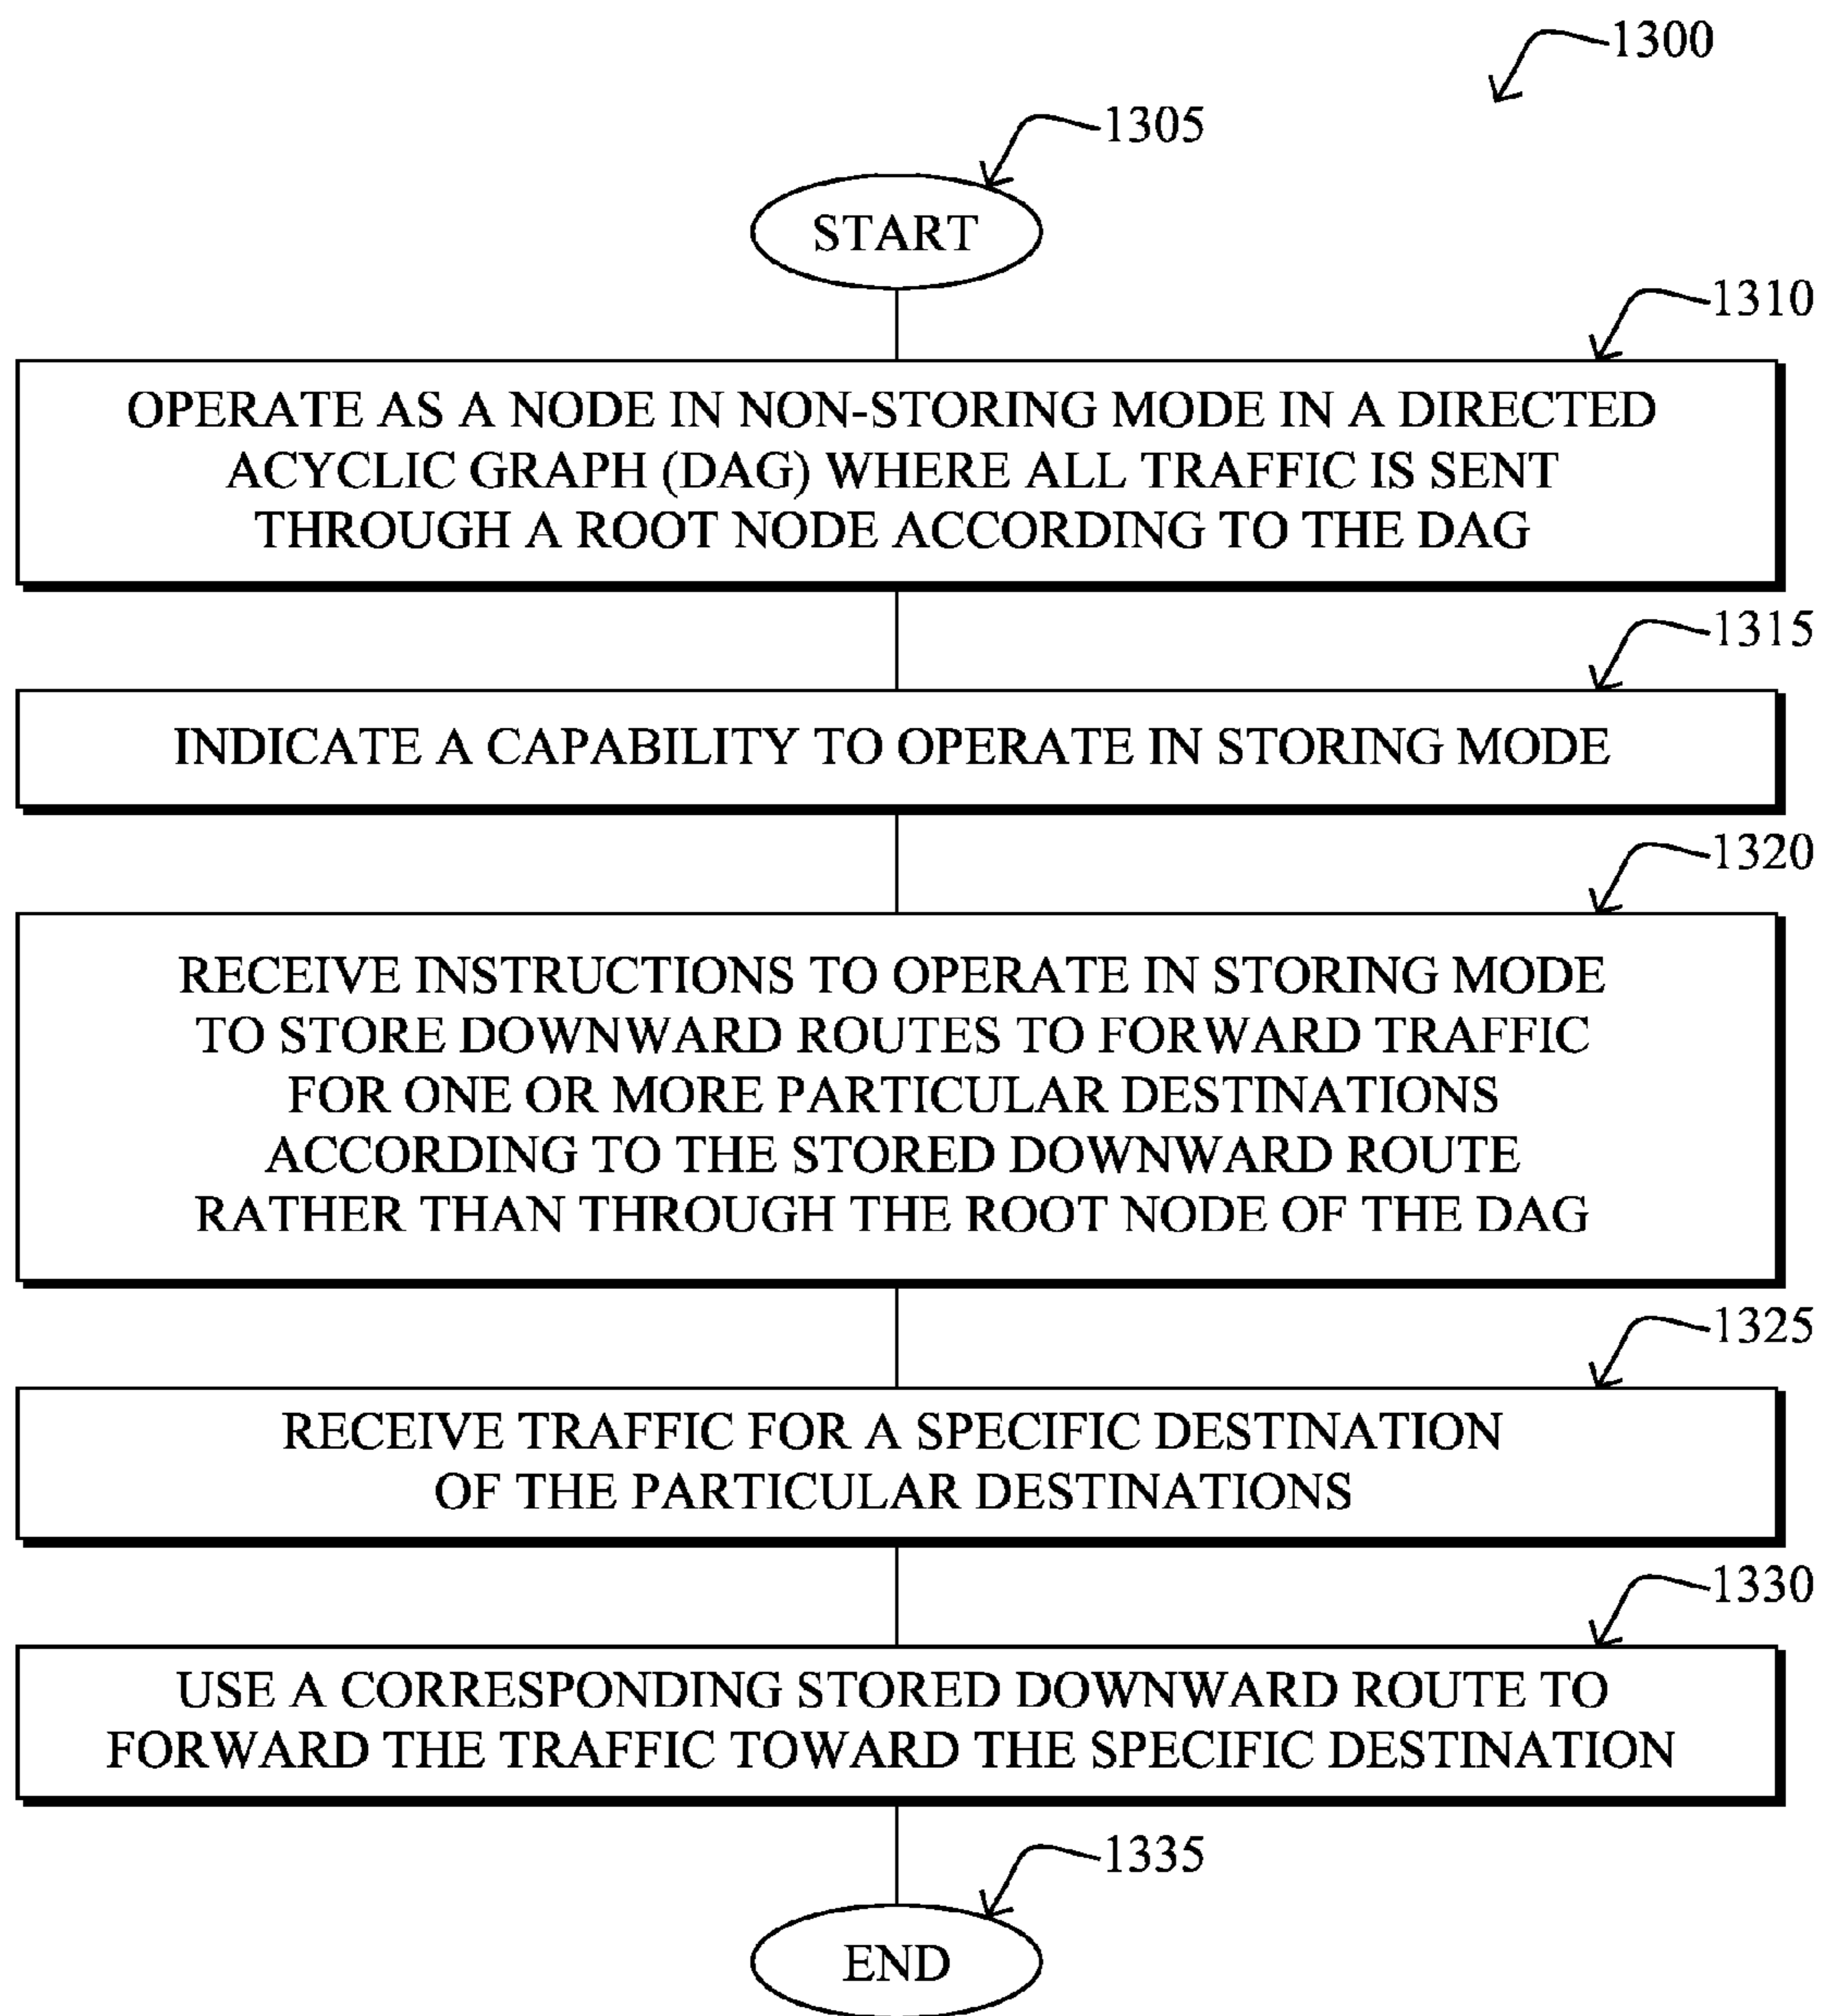 1300
1305
START
1310
OPERATE AS A NODE IN NON-STORING MODE IN A DIRECTED
ACYCLIC GRAPH (DAG) WHERE ALL TRAFFIC IS SENT
THROUGH A ROOT NODE ACCORDING TO THE DAG
1315
INDICATE A CAPABILITY TO OPERATE IN STORING MODE
1320
RECEIVE INSTRUCTIONS TO OPERATE IN STORING MODE
TO STORE DOWNWARD ROUTES TO FORWARD TRAFFIC
FOR ONE OR MORE PARTICULAR DESTINATIONS
ACCORDING TO THE STORED DOWNWARD ROUTE
RATHER THAN THROUGH THE ROOT NODE OF THE DAG
1325
RECEIVE TRAFFIC FOR A SPECIFIC DESTINATION
OF THE PARTICULAR DESTINATIONS
1330
USE A CORRESPONDING STORED DOWNWARD ROUTE TO
FORWARD THE TRAFFIC TOWARD THE SPECIFIC DESTINATION
1335
END